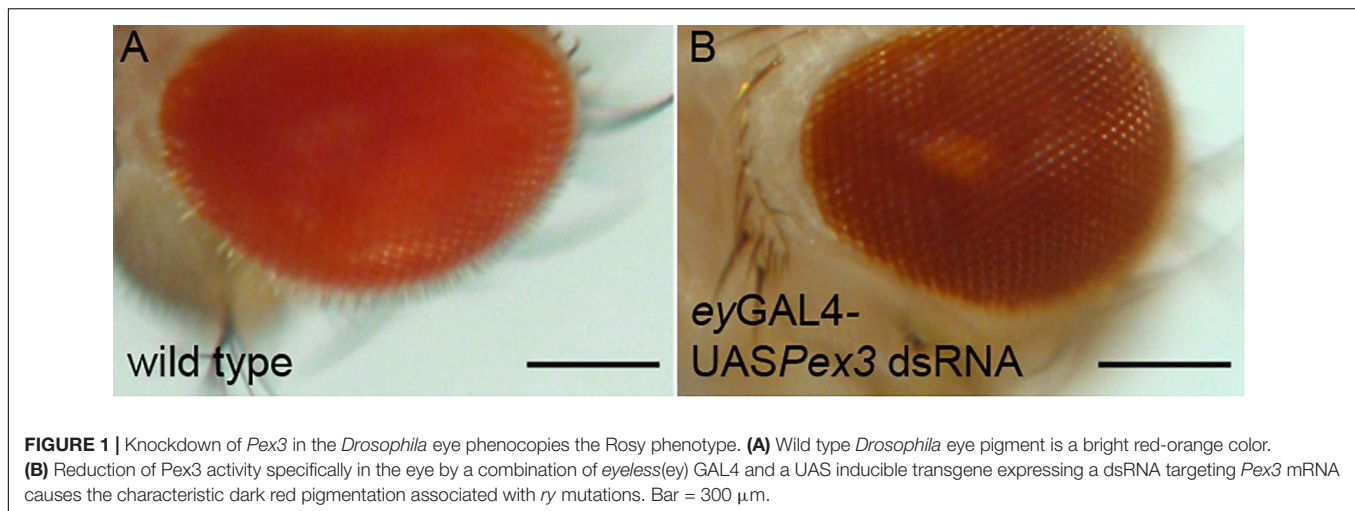 A
B
wild type
eyGAL4-
UASPex3 dsRNA
FIGURE 1 | Knockdown of Pex3 in the Drosophila eye phenocopies the Rosy phenotype. (A) Wild type Drosophila eye pigment is a bright red-orange color.
(B) Reduction of Pex3 activity specifically in the eye by a combination of eyeless(ey) GAL4 and a UAS inducible transgene expressing a dsRNA targeting Pex3 mRNA
causes the characteristic dark red pigmentation associated with ry mutations. Bar = 300 μm.